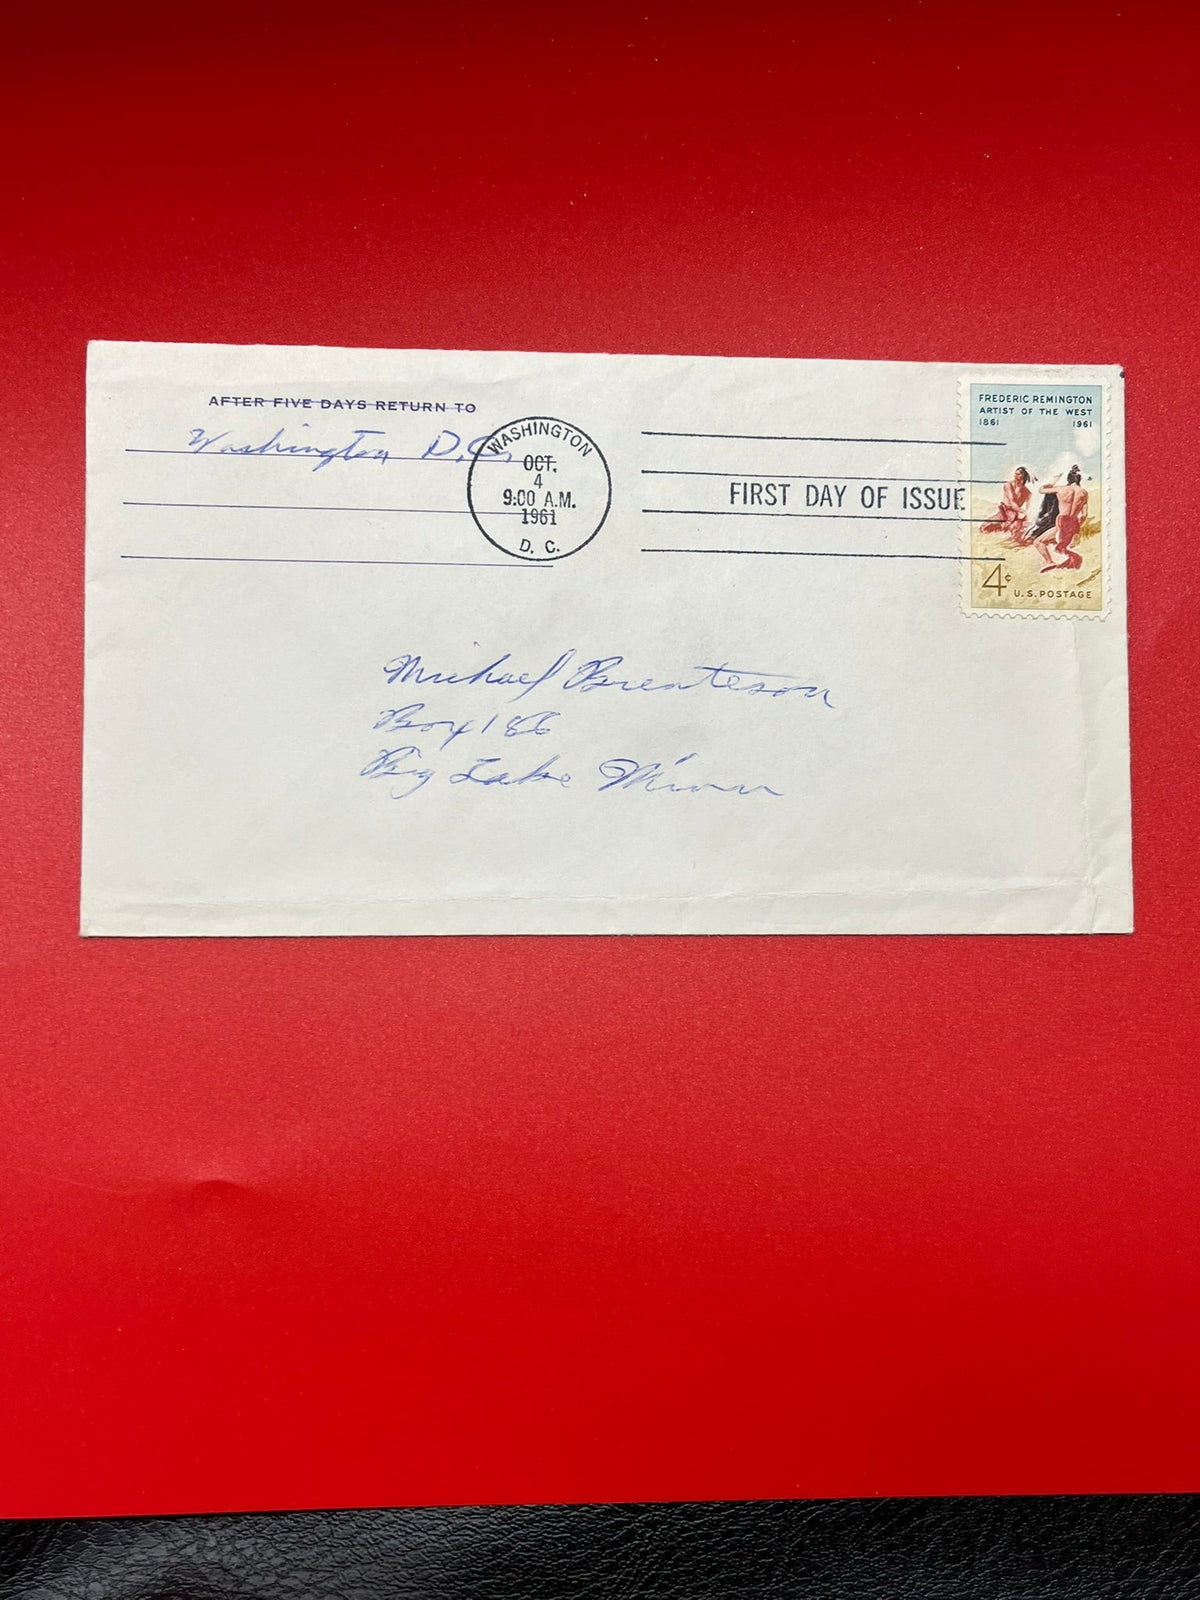 AFTER FIVE DAYS RETURN TO
Washington D.C.
WASHINGTON
OCT.
4
9:00 A.M.
1961
D. C.
FIRST DAY OF ISSUE
FREDERIC REMINGTON
ARTIST OF THE WEST
1861 1961
4c
U.S. POSTAGE
Michael
Box 186
Big Lake Minn